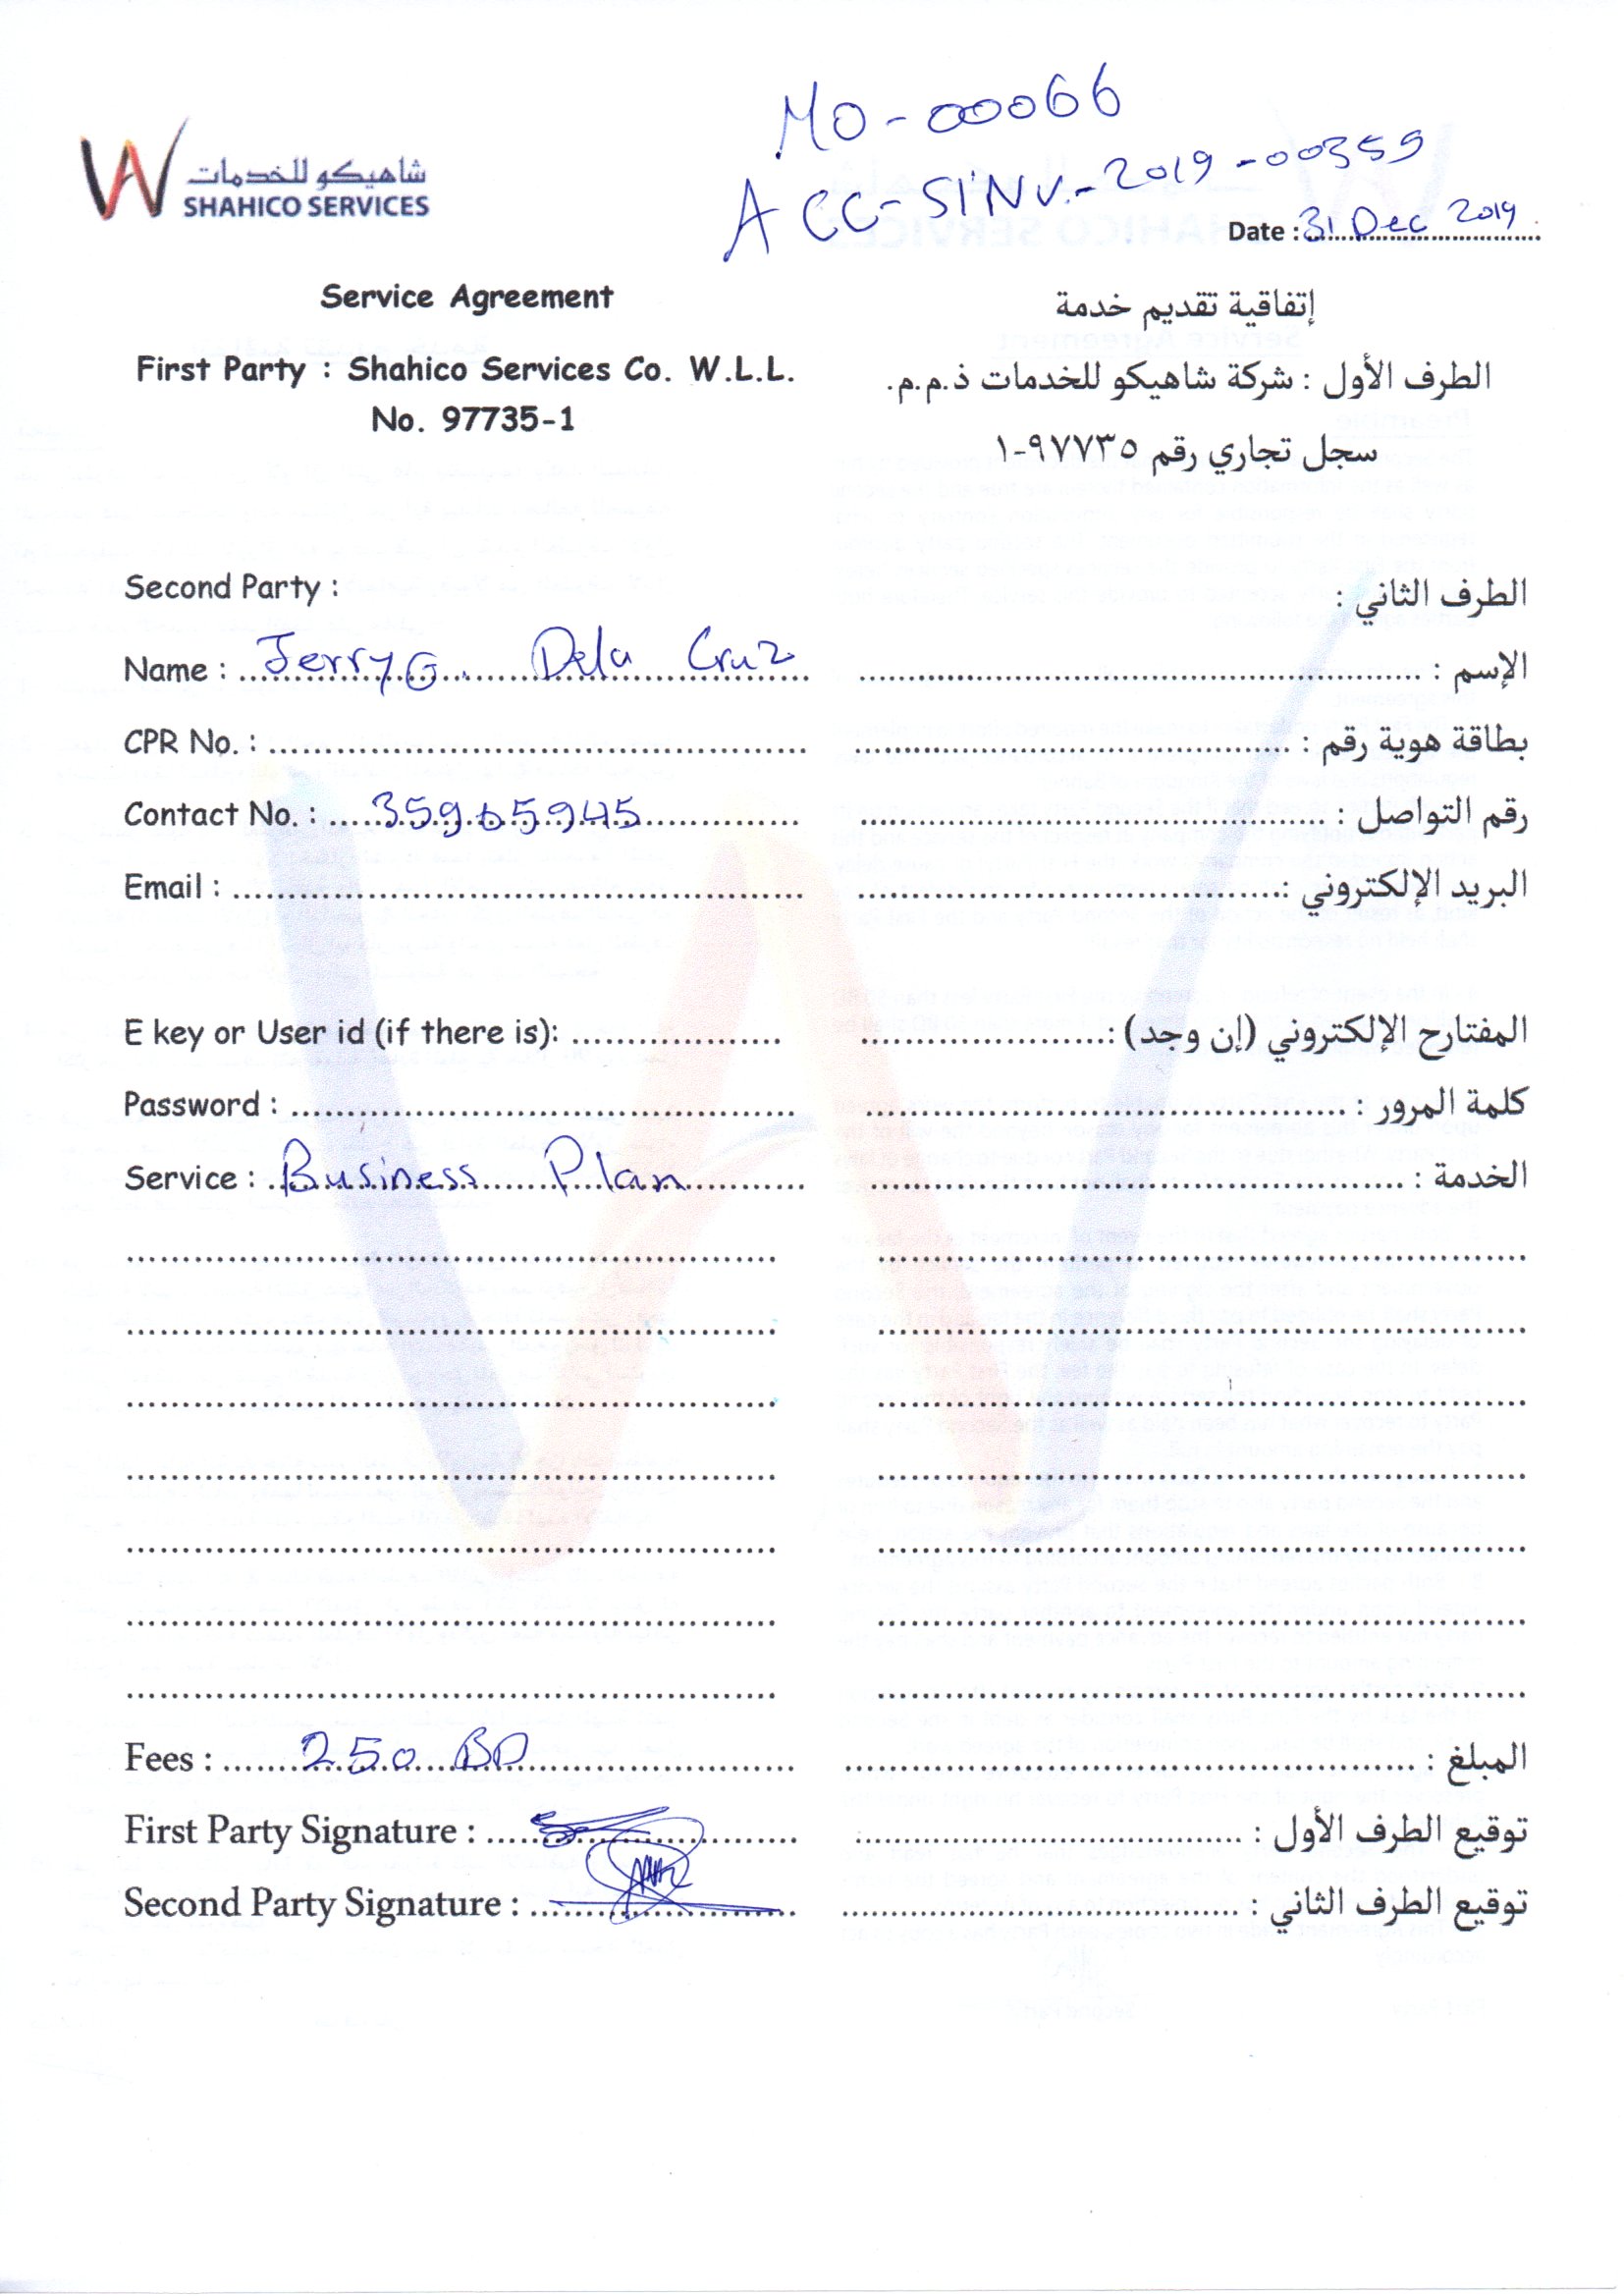 MO-00066
ACC-SINV-2019-00359
شاهيكو للخدمات
SHAHICO SERVICES
Date : 31 Dec 2019
Service Agreement
إتفاقية تقديم خدمة
First Party : Shahico Services Co. W.L.L.
الطرف الأول : شركة شاهيكو للخدمات ذ.م.م.
No. 97735-1
سجل تجاري رقم ٩٧٧٣٥-١
Second Party :
الطرف الثاني :
Name : Jerry G. Dela Cruz
الإسم :
CPR No. :
بطاقة هوية رقم :
Contact No. : 35965945
رقم التواصل :
Email :
البريد الإلكتروني :
E key or User id (if there is):
المفتارح الإلكتروني (إن وجد) :
Password :
كلمة المرور :
Service : Business Plan
الخدمة :
Fees : 250 BD
المبلغ :
First Party Signature :
توقيع الطرف الأول :
Second Party Signature :
توقيع الطرف الثاني :